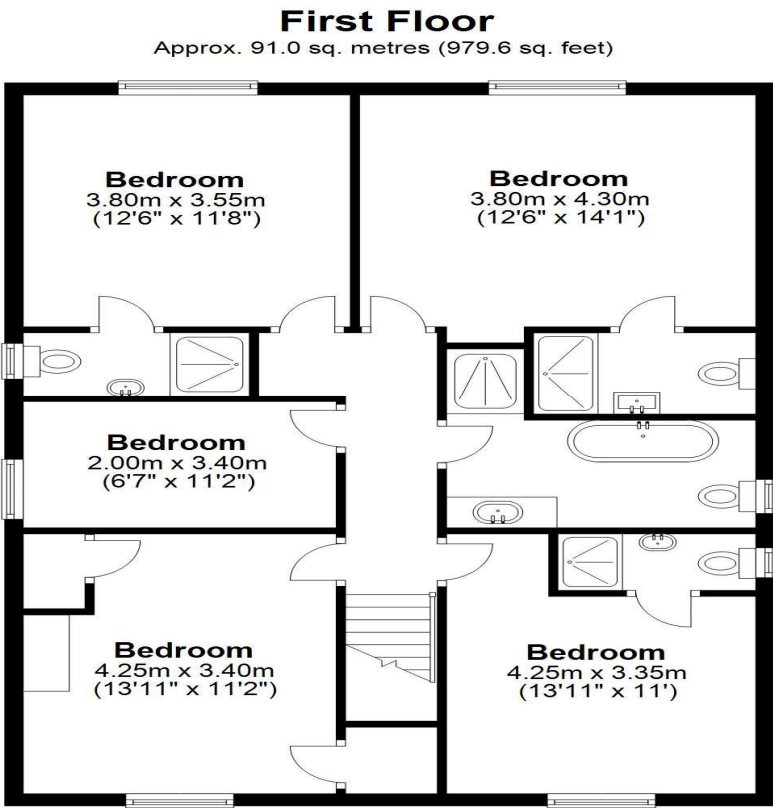 First Floor
Approx. 91.0 sq. metres (979.6 sq. feet)
Bedroom
3.80m x 3.55m
(12'6" x 11'8")
Bedroom
3.80m x 4.30m
(12'6" x 14'1")
Bedroom
2.00m x 3.40m
(6'7" x 11'2")
Bedroom
4.25m x 3.40m
(13'11" x 11'2")
Bedroom
4.25m x 3.35m
(13'11" x 11')